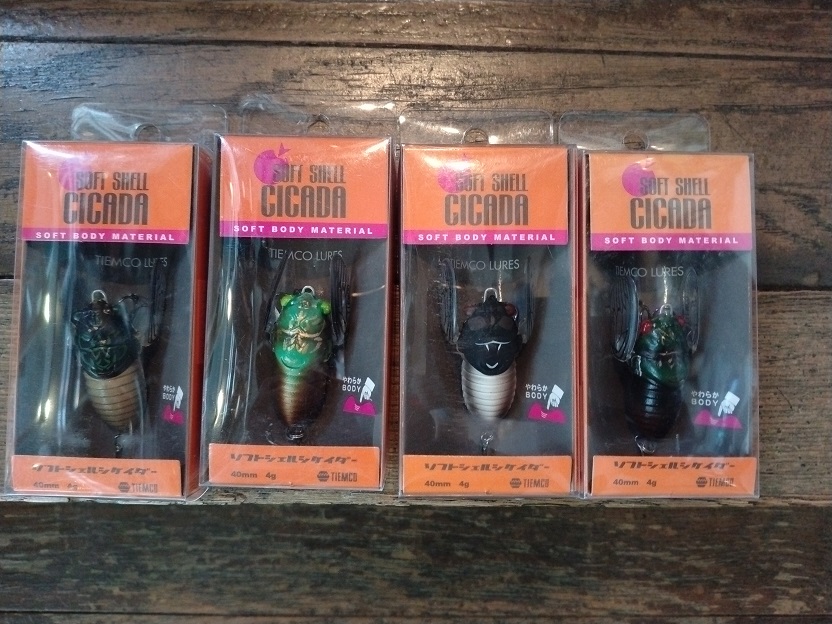 SOFT SHELL
CICADA
SOFT BODY MATERIAL
TIEMCO LURES
やわらか
BODY
ソフトシェルシケイダー
40mm 4g
TIEMCO
SOFT SHELL
CICADA
SOFT BODY MATERIAL
TIEMCO LURES
やわらか
BODY
ソフトシェルシケイダー
40mm 4g
TIEMCO
SOFT SHELL
CICADA
SOFT BODY MATERIAL
TIEMCO LURES
やわらか
BODY
ソフトシェルシケイダー
40mm 4g
TIEMCO
SOFT SHELL
CICADA
SOFT BODY MATERIAL
TIEMCO LURES
やわらか
BODY
ソフトシェルシケイダー
40mm 4g
TIEMCO